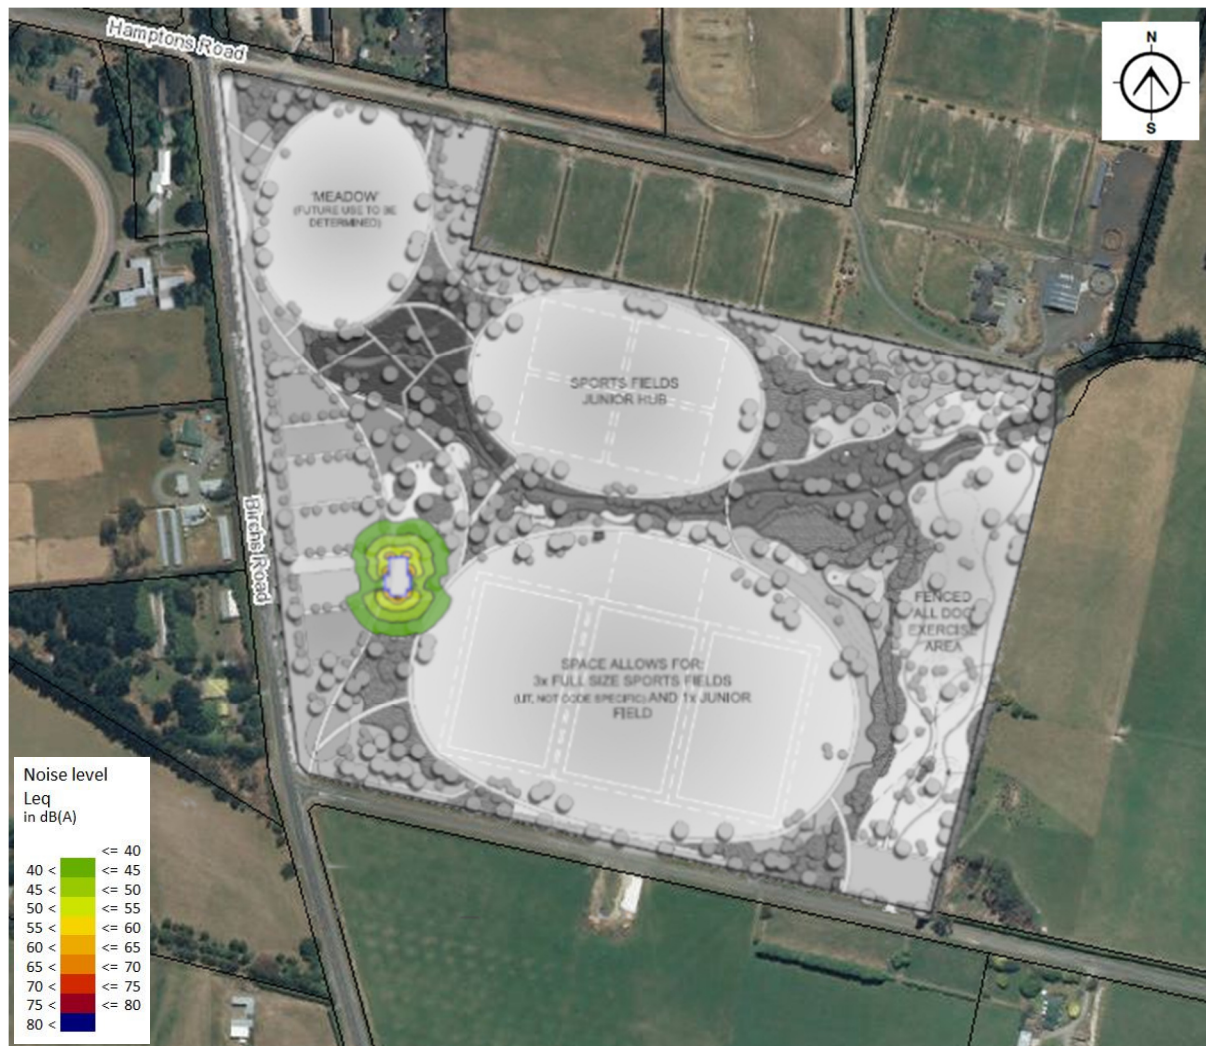 Hamptons Road
N
S
'MEADOW'
(FUTURE USE TO BE
DETERMINED)
SPORTS FIELDS
JUNIOR HUB
Birchs Road
FENCED
"ALL DOG"
EXERCISE
AREA
SPACE ALLOWS FOR:
3x FULL SIZE SPORTS FIELDS
(LIT, NOT CODE SPECIFIC) AND 1x JUNIOR
FIELD
Noise level
Leq
in dB(A)
<= 40
40 < <= 45
45 < <= 50
50 < <= 55
55 < <= 60
60 < <= 65
65 < <= 70
70 < <= 75
75 < <= 80
80 <